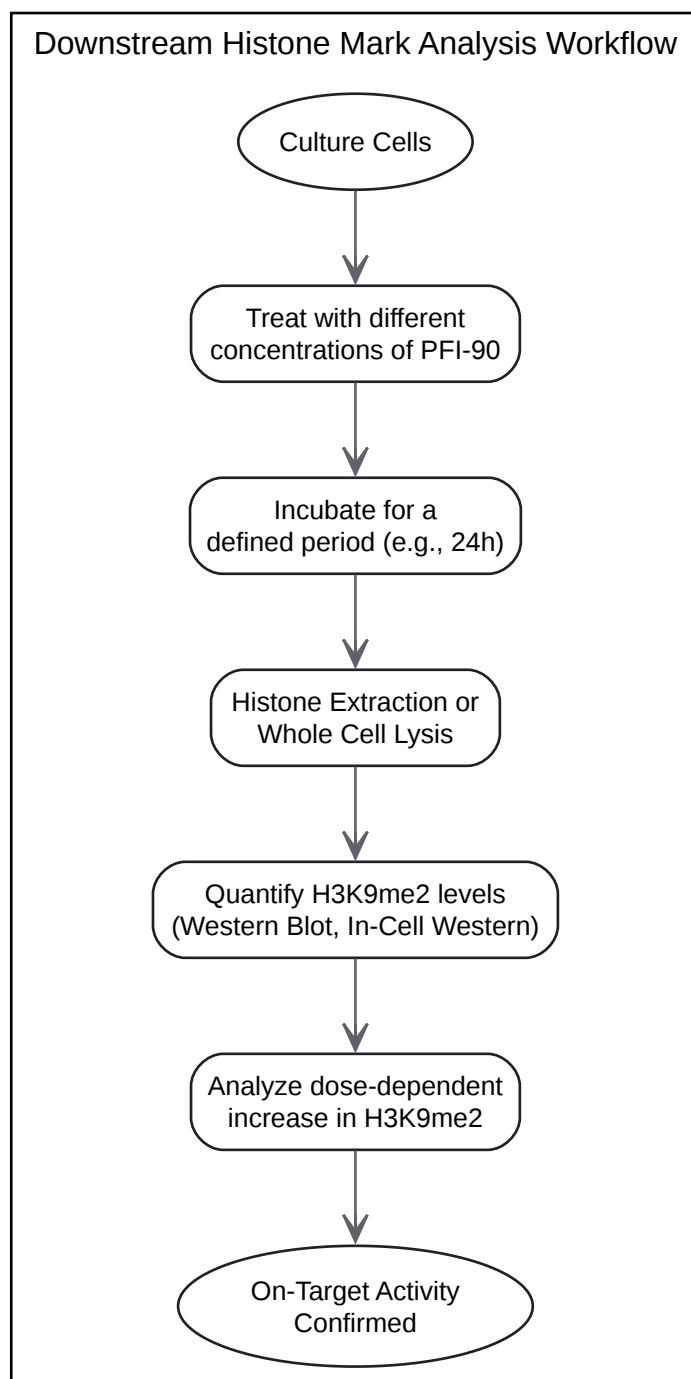 Downstream Histone Mark Analysis Workflow
Culture Cells
Treat with different
concentrations of PFI-90
Incubate for a
defined period (e.g., 24h)
Histone Extraction or
Whole Cell Lysis
Quantify H3K9me2 levels
(Western Blot, In-Cell Western)
Analyze dose-dependent
increase in H3K9me2
On-Target Activity
Confirmed